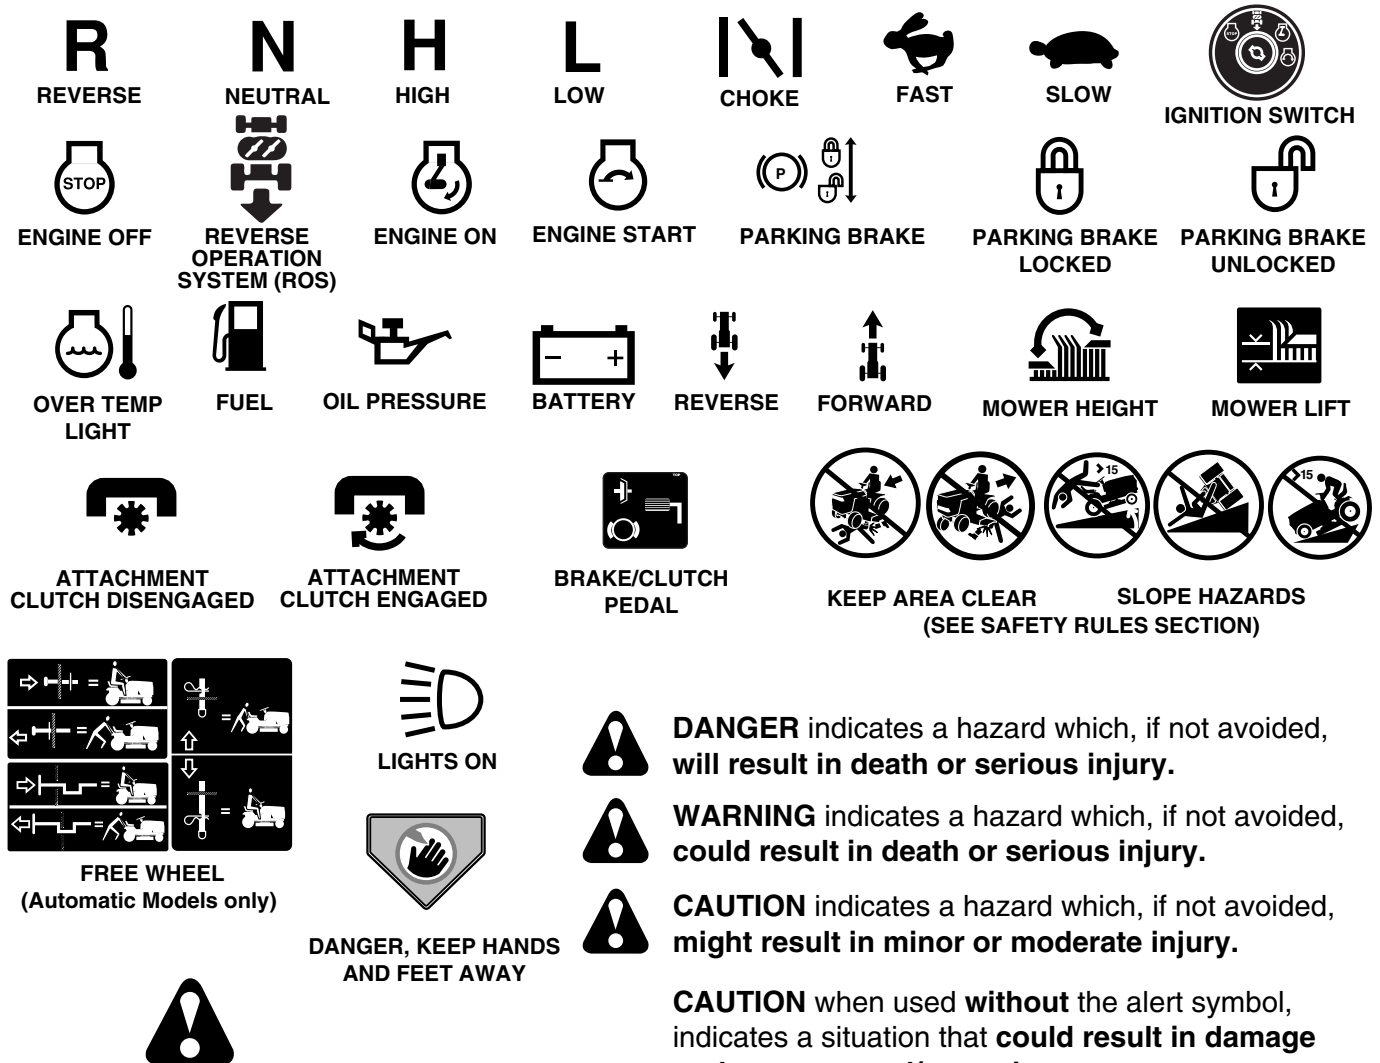 R N H L
REVERSE NEUTRAL HIGH LOW CHOKE FAST SLOW IGNITION SWITCH
STOP
STOP P
ENGINE OFF REVERSE OPERATION SYSTEM (ROS) ENGINE ON ENGINE START PARKING BRAKE PARKING BRAKE LOCKED PARKING BRAKE UNLOCKED
OVER TEMP LIGHT FUEL OIL PRESSURE BATTERY REVERSE FORWARD MOWER HEIGHT MOWER LIFT
TOP
>15 >15
ATTACHMENT CLUTCH DISENGAGED ATTACHMENT CLUTCH ENGAGED BRAKE/CLUTCH PEDAL
KEEP AREA CLEAR SLOPE HAZARDS
(SEE SAFETY RULES SECTION)
FREE WHEEL
(Automatic Models only)
LIGHTS ON
DANGER, KEEP HANDS
AND FEET AWAY
DANGER indicates a hazard which, if not avoided,
will result in death or serious injury.
WARNING indicates a hazard which, if not avoided,
could result in death or serious injury.
CAUTION indicates a hazard which, if not avoided,
might result in minor or moderate injury.
CAUTION when used without the alert symbol,
indicates a situation that could result in damage